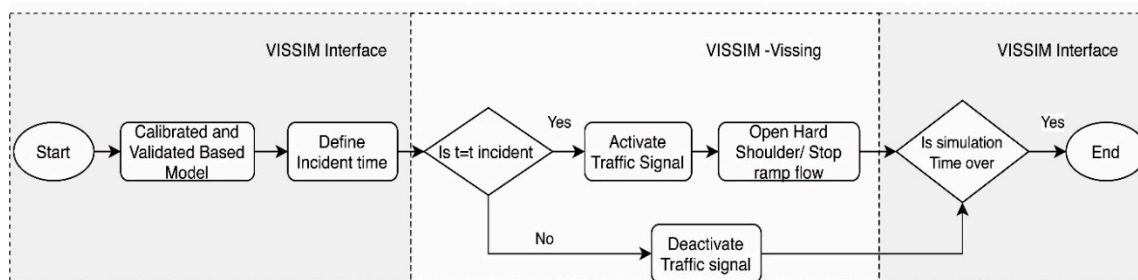 VISSIM Interface
VISSIM -Vissing
VISSIM Interface
Start
Calibrated and
Validated Based
Model
Define
Incident time
Is t=t incident
Yes
Activate
Traffic Signal
Open Hard
Shoulder/ Stop
ramp flow
Is simulation
Time over
Yes
End
No
Deactivate
Traffic signal